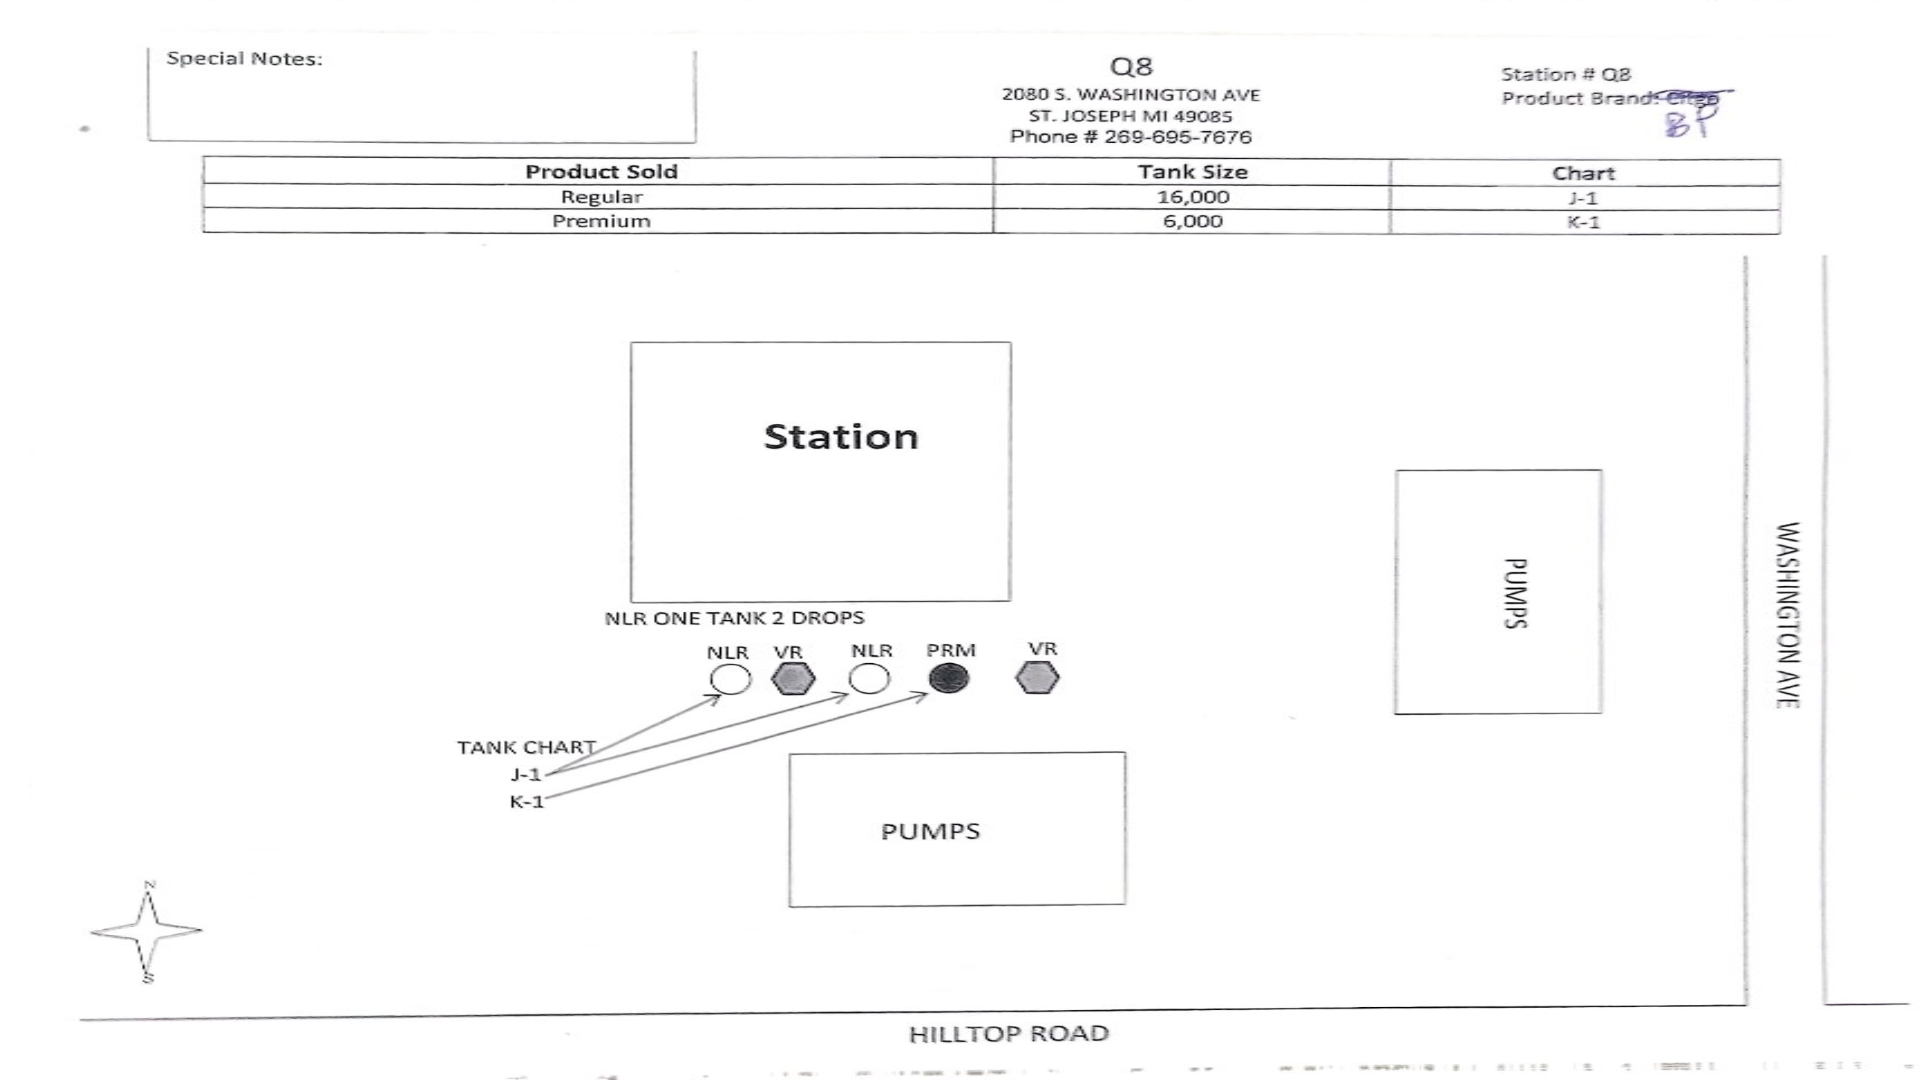 Special Notes:
Q8
2080 S. WASHINGTON AVE
ST. JOSEPH MI 49085
Phone # 269-695-7676
Station # Q8
Product Brand: Citgo
BP
Product Sold Tank Size Chart
Regular 16,000 J-1
Premium 6,000 K-1
Station
PUMPS
WASHINGTON AVE
NLR ONE TANK 2 DROPS
NLR VR NLR PRM VR
TANK CHART
J-1
K-1
PUMPS
N
S
HILLTOP ROAD